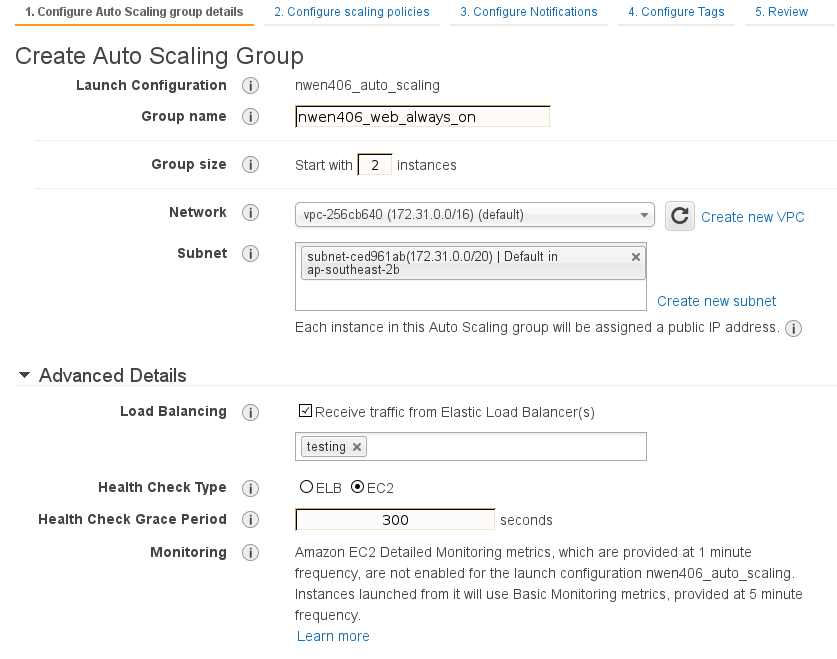 1. Configure Auto Scaling group details 2. Configure scaling policies 3. Configure Notifications 4. Configure Tags 5. Review
Create Auto Scaling Group
Launch Configuration i nwen406_auto_scaling
Group name i nwen406_web_always_on
Group size i Start with 2 instances
Network i vpc-256cb640 (172.31.0.0/16) (default) Create new VPC
Subnet i subnet-ced961ab(172.31.0.0/20) | Default in
ap-southeast-2b
Create new subnet
Each instance in this Auto Scaling group will be assigned a public IP address. i
Advanced Details
Load Balancing i Receive traffic from Elastic Load Balancer(s)
testing
Health Check Type i ELB EC2
Health Check Grace Period i 300 seconds
Monitoring i Amazon EC2 Detailed Monitoring metrics, which are provided at 1 minute
frequency, are not enabled for the launch configuration nwen406_auto_scaling.
Instances launched from it will use Basic Monitoring metrics, provided at 5 minute
frequency.
Learn more